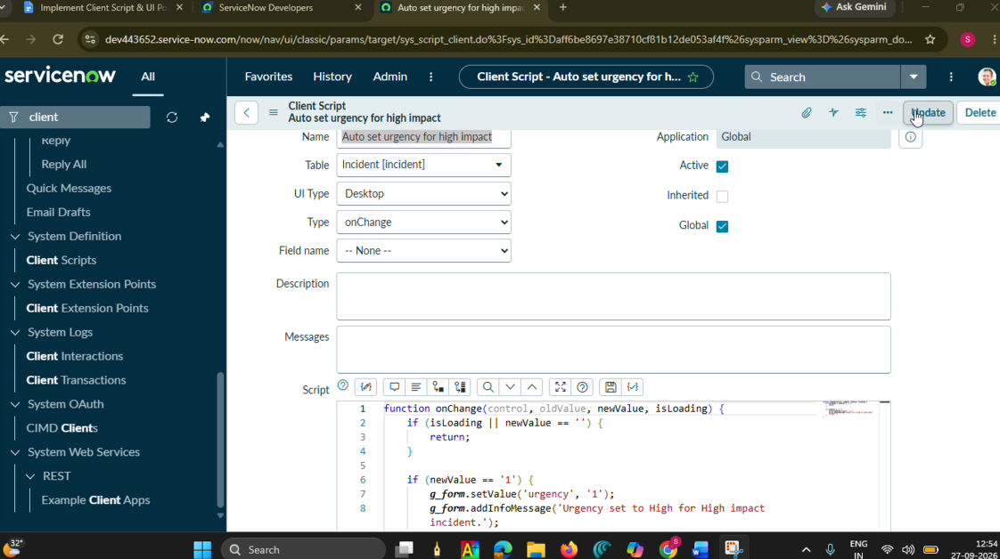 Implement Client Script & UI Po
ServiceNow Developers
Auto set urgency for high impa
Ask Gemini
dev443652.service-now.com/now/nav/ui/classic/params/target/sys_script_client.do%3Fsys_id%3Daff6be8697e38710cf81b12de053af4f%26sysparm_view%3D%26sysparm_do...
S
servicenow
All
Favorites
History
Admin
Client Script - Auto set urgency for h...
Search
client
Client Script
Auto set urgency for high impact
Update
Delete
Reply
Reply All
Quick Messages
Email Drafts
System Definition
Client Scripts
System Extension Points
Client Extension Points
System Logs
Client Interactions
Client Transactions
System OAuth
CIMD Clients
System Web Services
REST
Example Client Apps
Name Auto set urgency for high impact
Application Global
Table Incident [incident]
Active
UI Type Desktop
Inherited
Type onChange
Global
Field name -- None --
Description
Messages
Script
1 function onChange(control, oldValue, newValue, isLoading) {
2 if (isLoading || newValue == '') {
3 return;
4 }
5
6 if (newValue == '1') {
7 g_form.setValue('urgency', '1');
8 g_form.addInfoMessage('Urgency set to High for High impact
incident.');
32°
Search
S
ENG
IN
12:54
27-09-2026